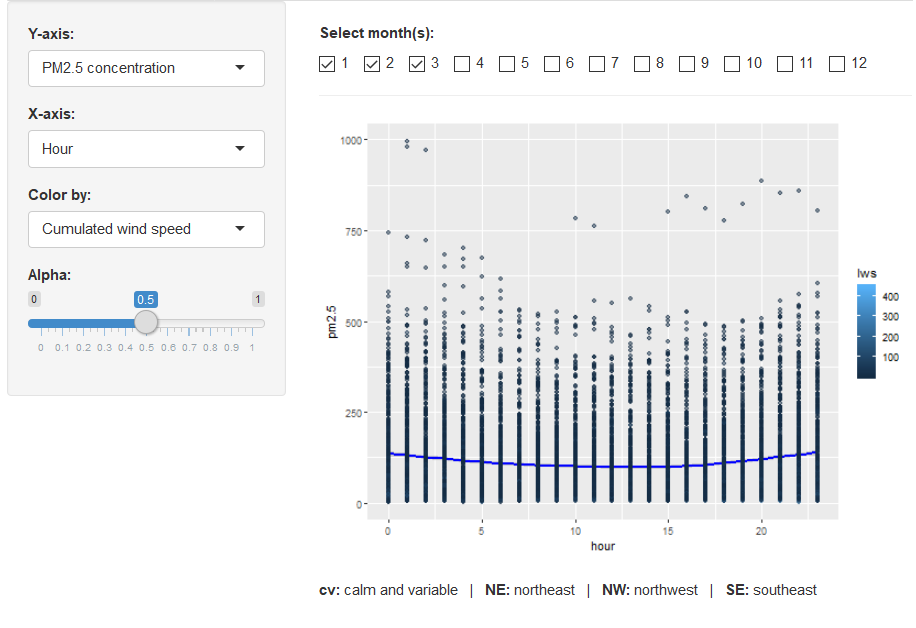 Y-axis:
PM2.5 concentration
X-axis:
Hour
Color by:
Cumulated wind speed
Alpha:
0 0.5 1
0 0.1 0.2 0.3 0.4 0.5 0.6 0.7 0.8 0.9 1
Select month(s):
1 2 3 4 5 6 7 8 9 10 11 12
1000
750
500
250
0
pm2.5
0 5 10 15 20
hour
Iws
400
300
200
100
cv: calm and variable | NE: northeast | NW: northwest | SE: southeast